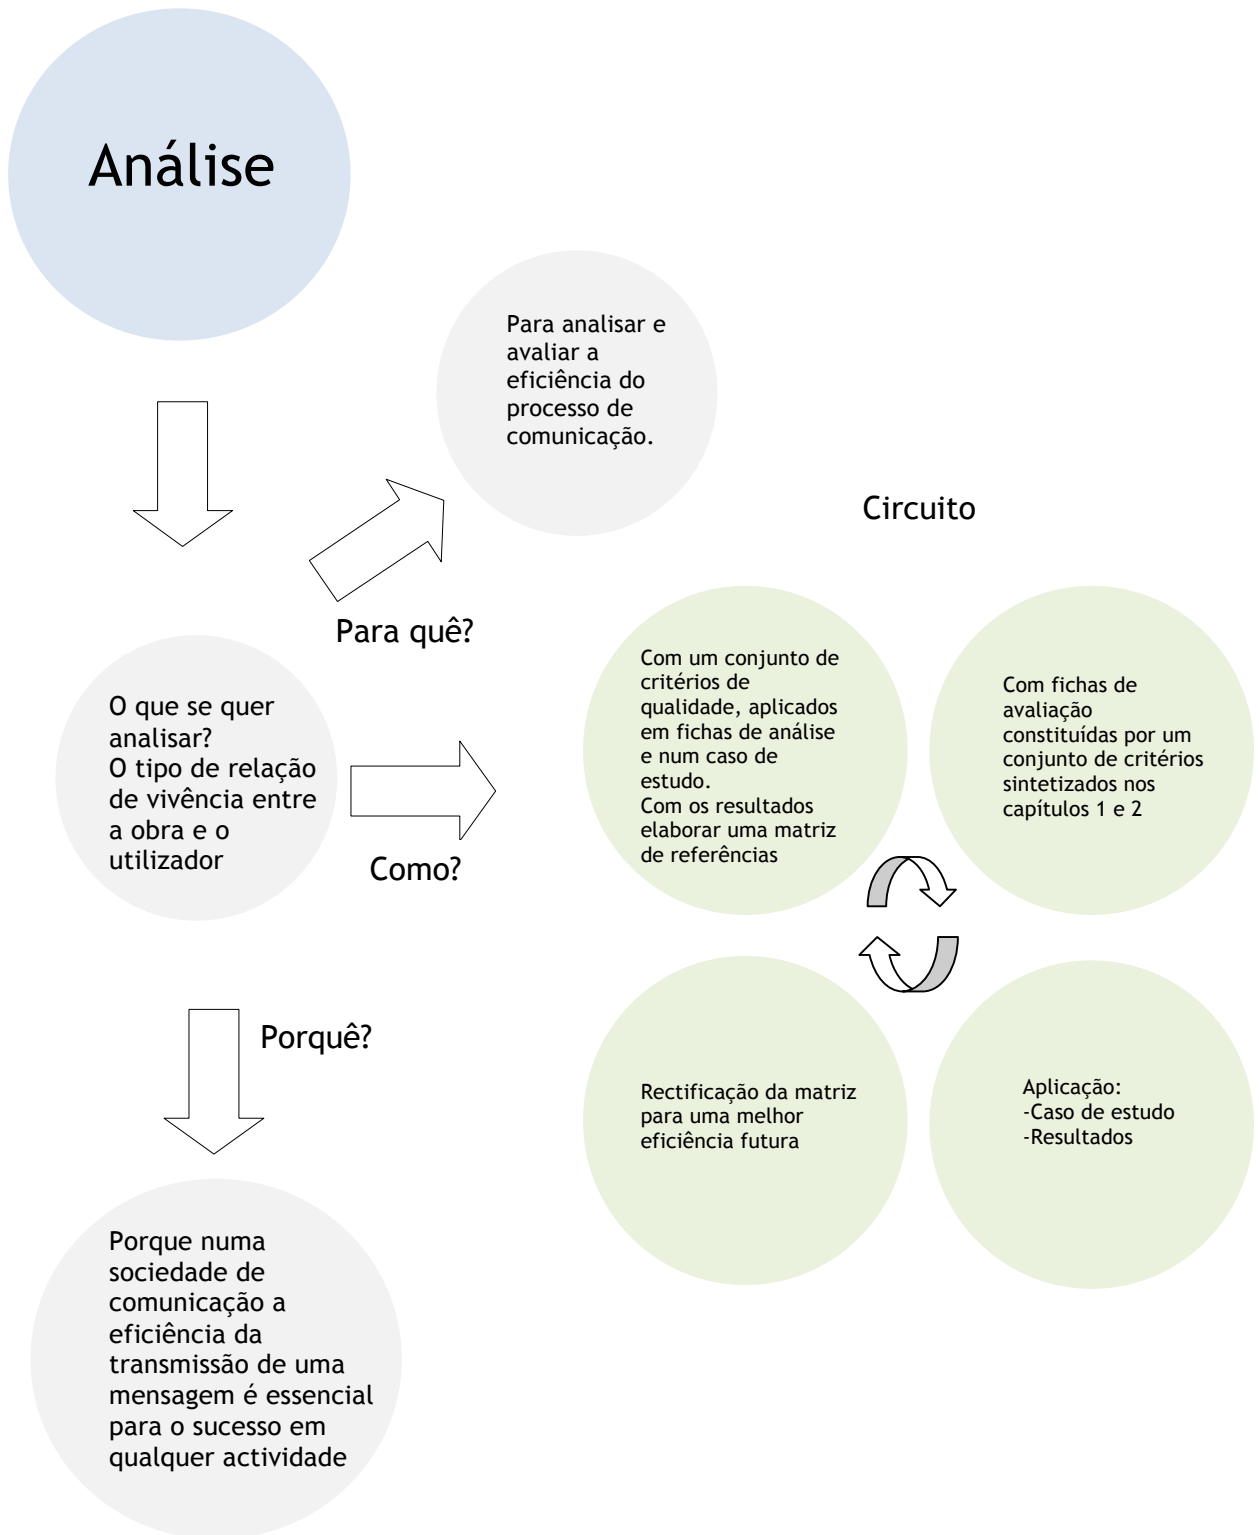 Análise
Para analisar e
avaliar a
eficiência do
processo de
comunicação.
Circuito
Para quê?
O que se quer
analisar?
O tipo de relação
de vivência entre
a obra e o
utilizador
Como?
Com um conjunto de
critérios de
qualidade, aplicados
em fichas de análise
e num caso de
estudo.
Com os resultados
elaborar uma matriz
de referências
Com fichas de
avaliação
constituídas por um
conjunto de critérios
sintetizados nos
capítulos 1 e 2
Porquê?
Rectificação da matriz
para uma melhor
eficiência futura
Aplicação:
-Caso de estudo
-Resultados
Porque numa
sociedade de
comunicação a
eficiência da
transmissão de uma
mensagem é essencial
para o sucesso em
qualquer actividade